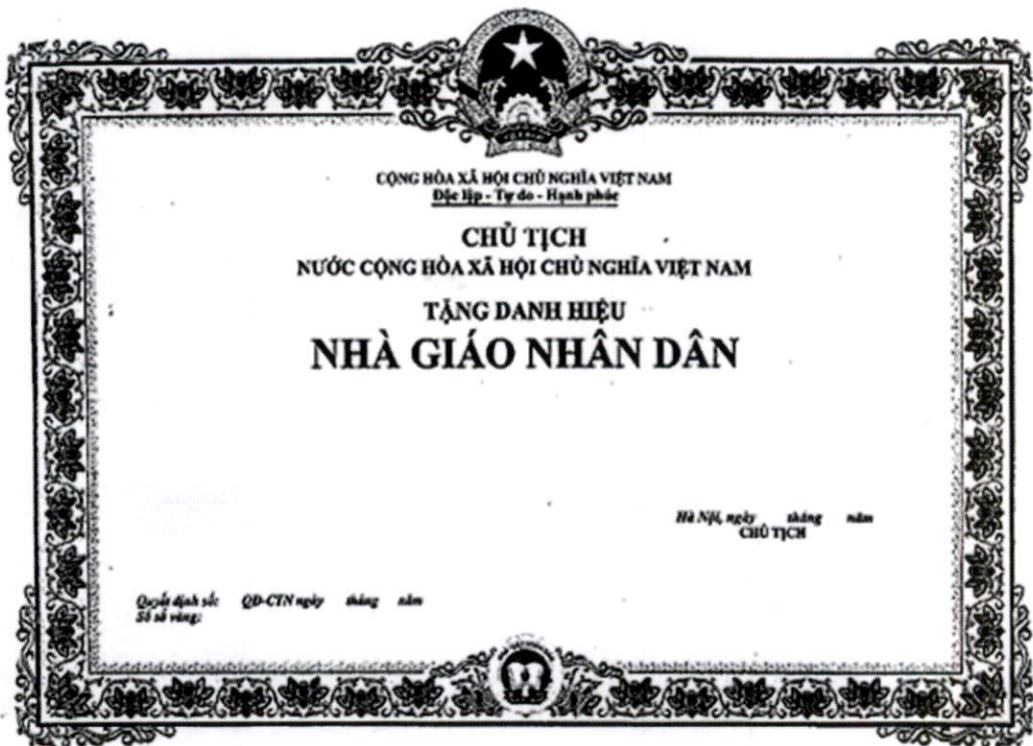 CỘNG HÒA XÃ HỘI CHỦ NGHĨA VIỆT NAM
Độc lập - Tự do - Hạnh phúc
CHỦ TỊCH
NƯỚC CỘNG HÒA XÃ HỘI CHỦ NGHĨA VIỆT NAM
TẶNG DANH HIỆU
NHÀ GIÁO NHÂN DÂN
Hà Nội, ngày tháng năm
CHỦ TỊCH
Quyết định số: QĐ-CTN ngày tháng năm
Số sổ vàng: